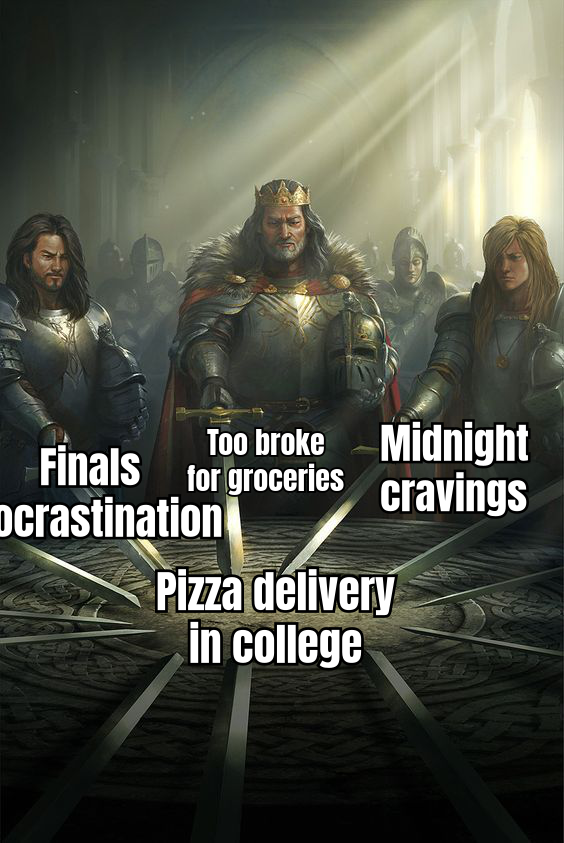 Finals
ocrastination
Too broke
for groceries
Midnight
cravings
Pizza delivery
in college